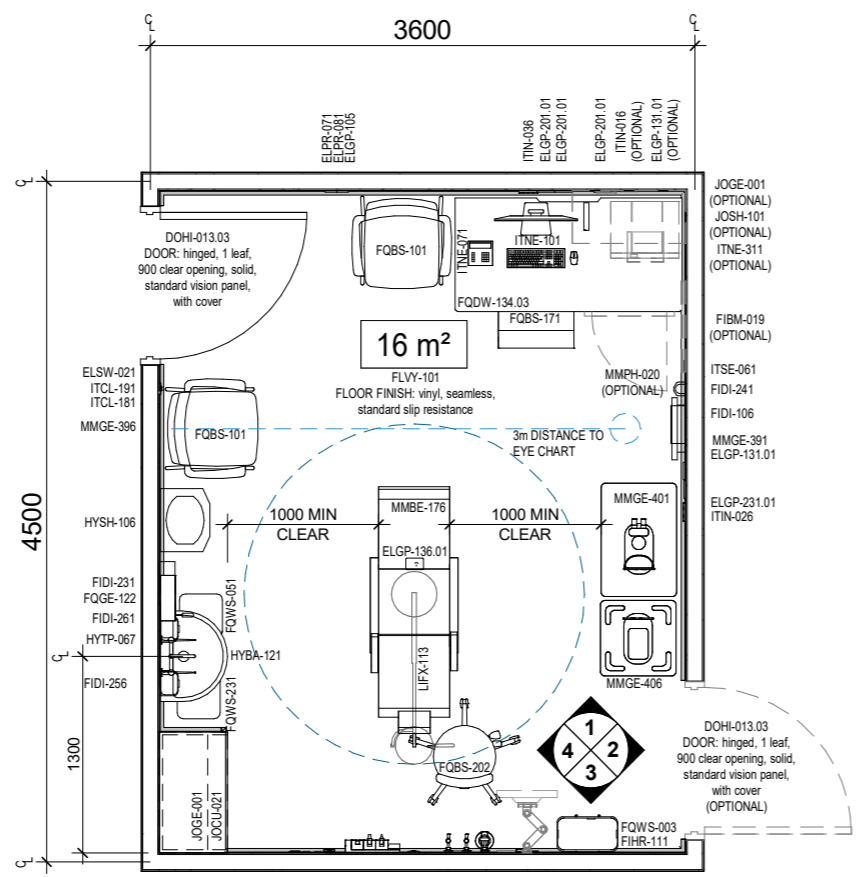 3600
4500
1300
ELPR-071
ELPR-081
ELGP-105
ITIN-036
ELGP-201.01
ELGP-201.01
ELGP-201.01
ITIN-016
(OPTIONAL)
ELGP-131.01
(OPTIONAL)
JOGE-001
(OPTIONAL)
JOSH-101
(OPTIONAL)
ITNE-311
(OPTIONAL)
DOHI-013.03
DOOR: hinged, 1 leaf,
900 clear opening, solid,
standard vision panel,
with cover
FQBS-101
ITNE-071
ITNE-101
FQDW-134.03
FQBS-171
16 m²
FLVY-101
FLOOR FINISH: vinyl, seamless,
standard slip resistance
MMPH-020
(OPTIONAL)
FIBM-019
(OPTIONAL)
ITSE-061
FIDI-241
FIDI-106
MMGE-391
ELGP-131.01
ELGP-231.01
ITIN-026
ELSW-021
ITCL-191
ITCL-181
MMGE-396
FQBS-101
3m DISTANCE TO
EYE CHART
HYSH-106
1000 MIN
CLEAR
MMBE-176
1000 MIN
CLEAR
MMGE-401
ELGP-136.01
FIDI-231
FQGE-122
FIDI-261
HYTP-067
FIDI-256
FQWS-051
HYBA-121
FQWS-231
LIFX-113
MMGE-406
FQBS-202
1
2
3
4
DOHI-013.03
DOOR: hinged, 1 leaf,
900 clear opening, solid,
standard vision panel,
with cover
(OPTIONAL)
JOGE-001
JOCU-021
FQWS-003
FIHR-111